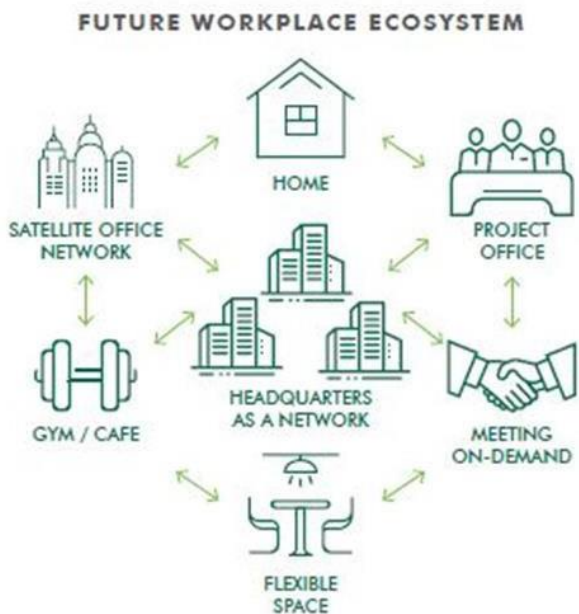 FUTURE WORKPLACE ECOSYSTEM
HOME
SATELLITE OFFICE
NETWORK
PROJECT
OFFICE
HEADQUARTERS
AS A NETWORK
GYM / CAFE
MEETING
ON-DEMAND
FLEXIBLE
SPACE